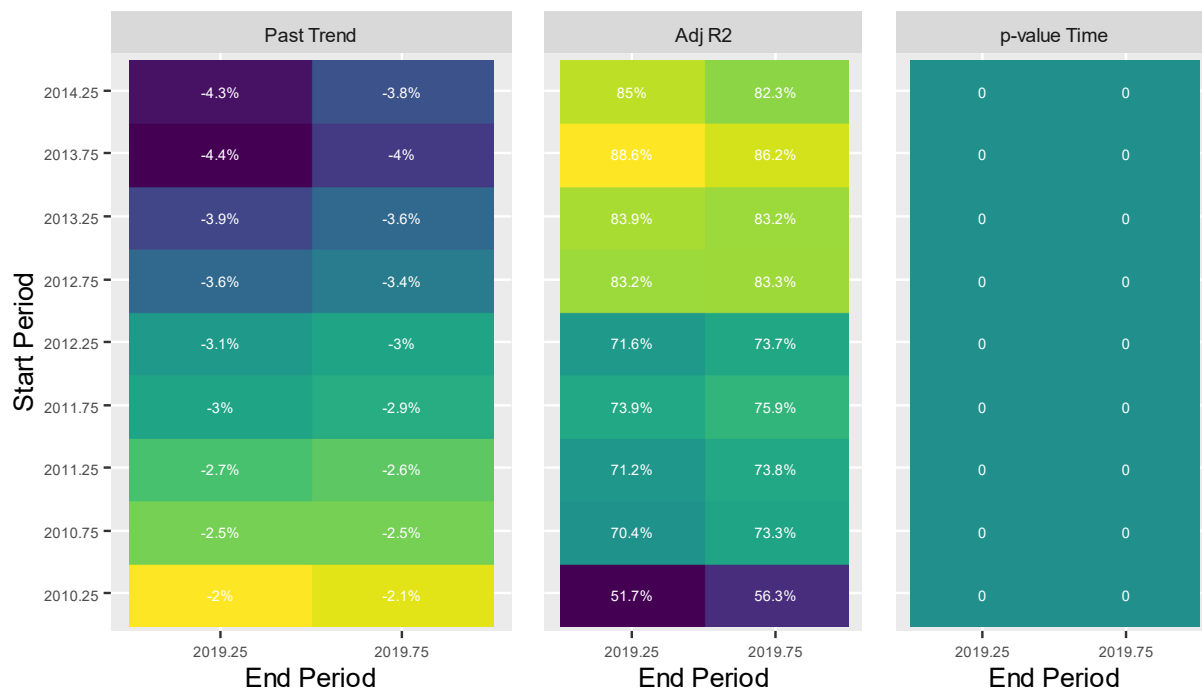 Past Trend Adj R2 p-value Time
2014.25 -4.3% -3.8% 85% 82.3% 0 0
2013.75 -4.4% -4% 88.6% 86.2% 0 0
2013.25 -3.9% -3.6% 83.9% 83.2% 0 0
2012.75 -3.6% -3.4% 83.2% 83.3% 0 0
2012.25 -3.1% -3% 71.6% 73.7% 0 0
2011.75 -3% -2.9% 73.9% 75.9% 0 0
2011.25 -2.7% -2.6% 71.2% 73.8% 0 0
2010.75 -2.5% -2.5% 70.4% 73.3% 0 0
2010.25 -2% -2.1% 51.7% 56.3% 0 0
Start Period
2019.25 2019.75 2019.25 2019.75 2019.25 2019.75
End Period End Period End Period